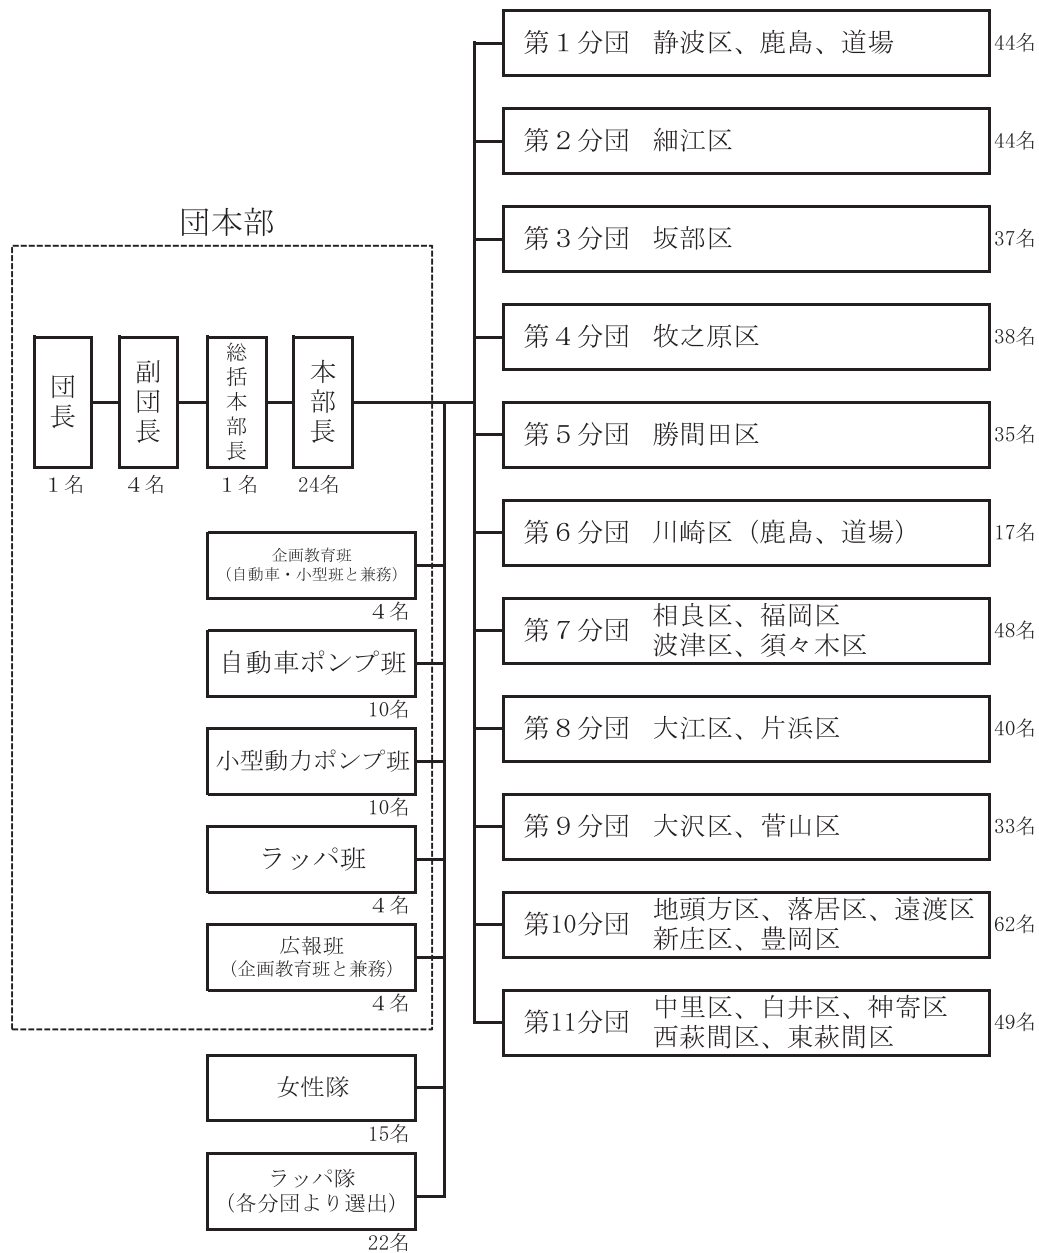 団本部
団長
1名
副団長
4名
総括本部長
1名
本部長
24名
企画教育班
（自動車・小型班と兼務）
4名
自動車ポンプ班
10名
小型動力ポンプ班
10名
ラッパ班
4名
広報班
（企画教育班と兼務）
4名
女性隊
15名
ラッパ隊
（各分団より選出）
22名
第1分団　静波区、鹿島、道場
44名
第2分団　細江区
44名
第3分団　坂部区
37名
第4分団　牧之原区
38名
第5分団　勝間田区
35名
第6分団　川崎区（鹿島、道場）
17名
第7分団　相良区、福岡区
波津区、須々木区
48名
第8分団　大江区、片浜区
40名
第9分団　大沢区、菅山区
33名
第10分団　地頭方区、落居区、遠渡区
新庄区、豊岡区
62名
第11分団　中里区、白井区、神寄区
西萩間区、東萩間区
49名